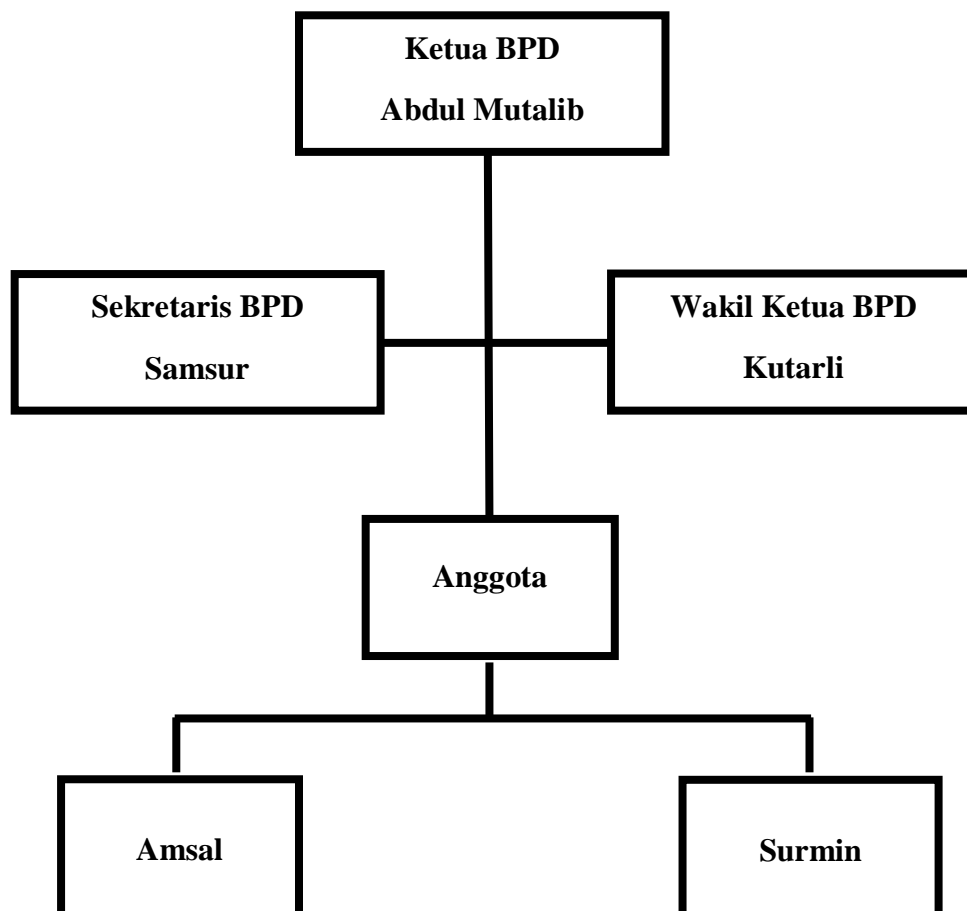 Ketua BPD
Abdul Mutalib
Sekretaris BPD
Samsur
Wakil Ketua BPD
Kutarli
Anggota
Amsal
Surmin